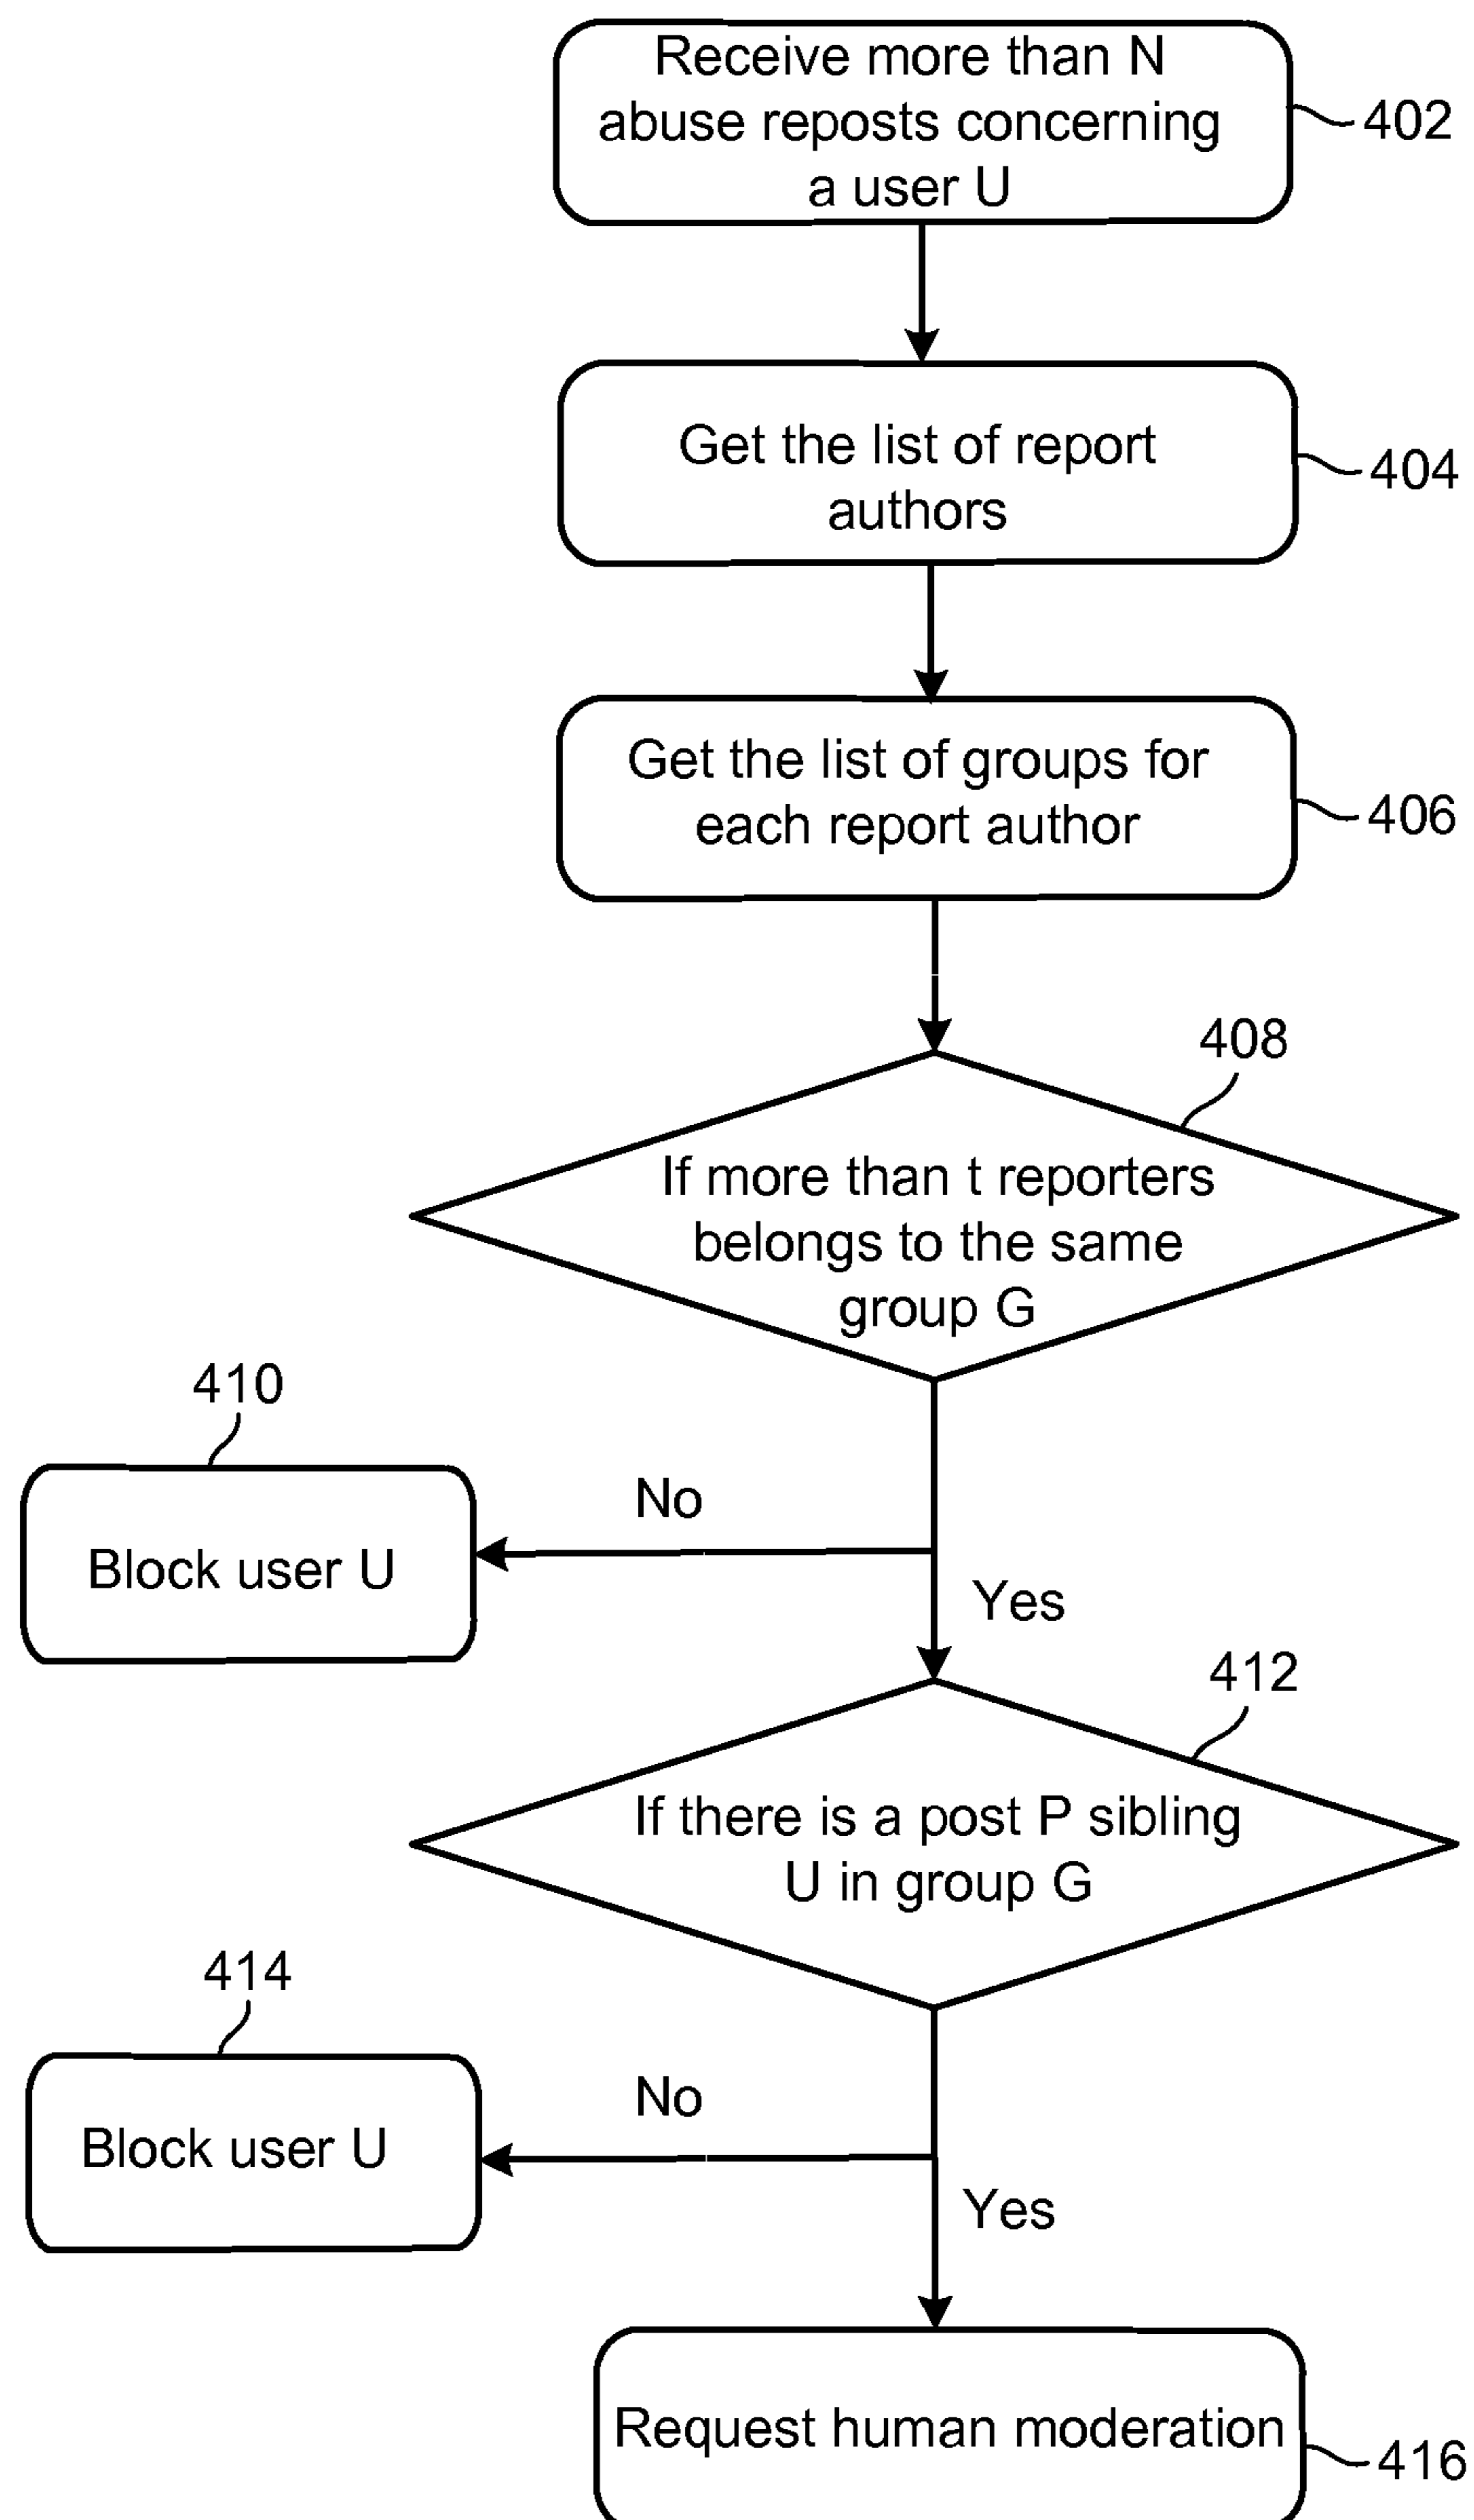 Receive more than N
abuse reposts concerning
a user U
402
Get the list of report
authors
404
Get the list of groups for
each report author
406
408
If more than t reporters
belongs to the same
group G
410
No
Block user U
Yes
412
If there is a post P sibling
U in group G
414
No
Block user U
Yes
Request human moderation
416